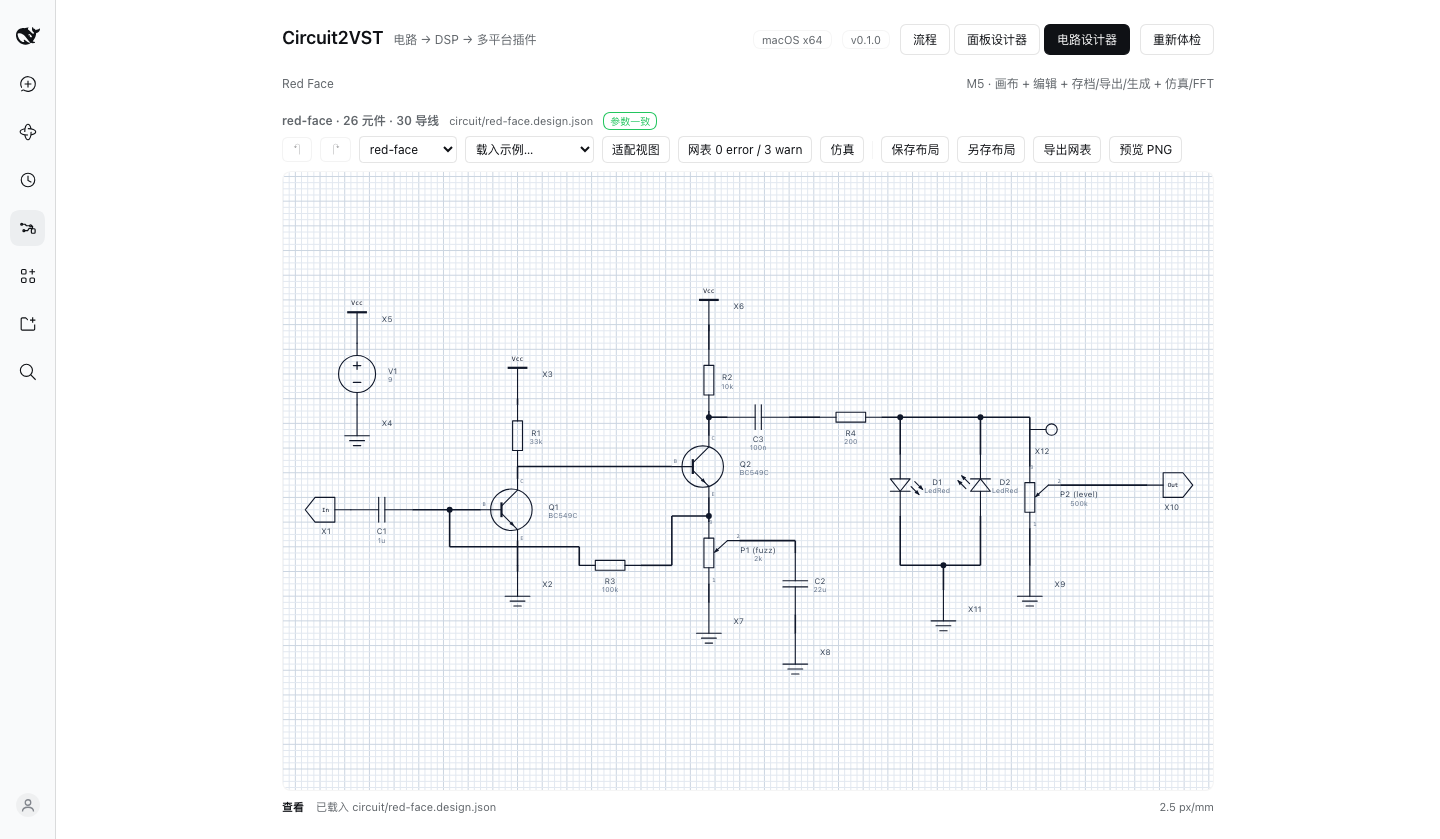 Circuit2VST 电路 → DSP → 多平台插件 macOS x64 v0.1.0 流程 面板设计器 电路设计器 重新体检
Red Face M5 · 画布 + 编辑 + 存档/导出/生成 + 仿真/FFT
red-face · 26 元件 · 30 导线 circuit/red-face.design.json 参数一致
red-face 载入示例... 适配视图 网表 0 error / 3 warn 仿真 保存布局 另存布局 导出网表 预览 PNG
Vcc
X6
Vcc
X5
Vcc
X3
V1
9
R2
10k
X4
R1
33k
C3
100n
R4
200
X12
C
B
Q2
BC549C
E
D1
LedRed
D2
LedRed
3
2
P2 (level)
500k
1
Out
X10
In
X1
C1
1u
C
B
Q1
BC549C
E
2
P1 (fuzz)
2k
1
X2
R3
100k
C2
22u
X9
X11
X7
X8
查看 已载入 circuit/red-face.design.json 2.5 px/mm